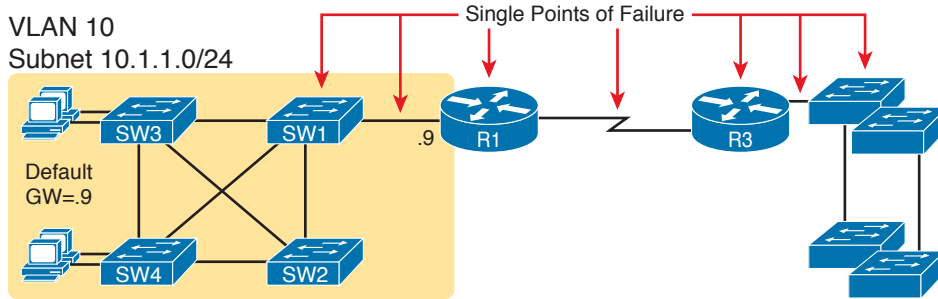 Single Points of Failure
VLAN 10
Subnet 10.1.1.0/24
SW3
SW1
.9
R1
R3
Default
GW=.9
SW4
SW2